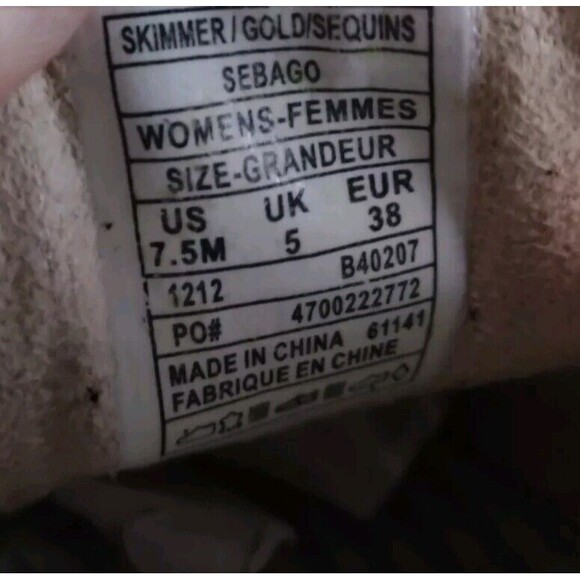 SKIMMER/GOLD/SEQUINS
SEBAGO
WOMENS-FEMMES
SIZE-GRANDEUR
US UK EUR
7.5M 5 38
1212 B40207
PO# 4700222772
MADE IN CHINA 61141
FABRIQUE EN CHINE